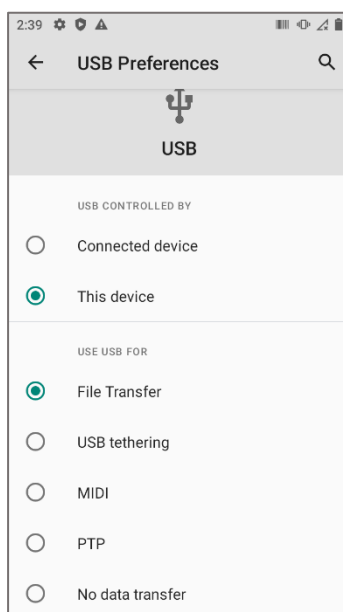 2:39
USB Preferences
USB
USB CONTROLLED BY
Connected device
This device
USE USB FOR
File Transfer
USB tethering
MIDI
PTP
No data transfer